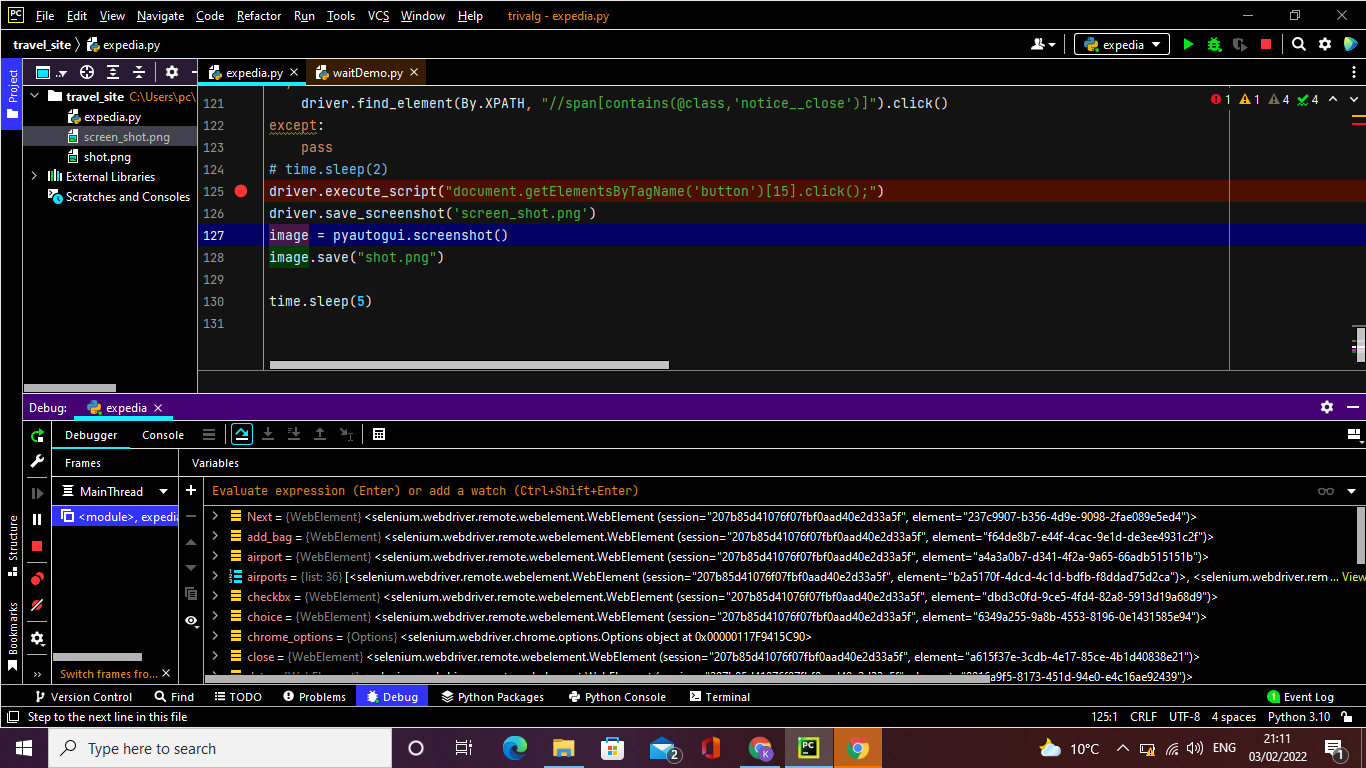 PC File Edit View Navigate Code Refactor Run Tools VCS Window Help trivalg - expedia.py
travel_site expedia.py expedia
Project
expedia.py waitDemo.py
travel_site C:\Users\pc\
expedia.py
screen_shot.png
shot.png
External Libraries
Scratches and Consoles
1 1 4 4
121 driver.find_element(By.XPATH, "//span[contains(@class,'notice__close')]").click()
122 except:
123 pass
124 # time.sleep(2)
125 driver.execute_script("document.getElementsByTagName('button')[15].click();")
126 driver.save_screenshot('screen_shot.png')
127 image = pyautogui.screenshot()
128 image.save("shot.png")
129
130 time.sleep(5)
131
Debug: expedia
Debugger Console
Frames Variables
MainThread
Evaluate expression (Enter) or add a watch (Ctrl+Shift+Enter)
<module>, expedia
Next = {WebElement} <selenium.webdriver.remote.webelement.WebElement (session="207b85d41076f07fbf0aad40e2d33a5f", element="237c9907-b356-4d9e-9098-2fae089e5ed4")>
add_bag = {WebElement} <selenium.webdriver.remote.webelement.WebElement (session="207b85d41076f07fbf0aad40e2d33a5f", element="f64de8b7-e44f-4cac-9e1d-de3ee4931c2f")>
airport = {WebElement} <selenium.webdriver.remote.webelement.WebElement (session="207b85d41076f07fbf0aad40e2d33a5f", element="a4a3a0b7-d341-4f2a-9a65-66adb515151b")>
airports = {list: 36} [<selenium.webdriver.remote.webelement.WebElement (session="207b85d41076f07fbf0aad40e2d33a5f", element="b2a5170f-4dcd-4c1d-bdfb-f8ddad75d2ca")>, <selenium.webdriver.rem ... View
checkbx = {WebElement} <selenium.webdriver.remote.webelement.WebElement (session="207b85d41076f07fbf0aad40e2d33a5f", element="dbd3c0fd-9ce5-4fd4-82a8-5913d19a68d9")>
choice = {WebElement} <selenium.webdriver.remote.webelement.WebElement (session="207b85d41076f07fbf0aad40e2d33a5f", element="6349a255-9a8b-4553-8196-0e1431585e94")>
chrome_options = {Options} <selenium.webdriver.chrome.options.Options object at 0x00000117F9415C90>
close = {WebElement} <selenium.webdriver.remote.webelement.WebElement (session="207b85d41076f07fbf0aad40e2d33a5f", element="a615f37e-3cdb-4e17-85ce-4b1d40838e21")>
Structure
Bookmarks
Switch frames fro...
Version Control Find TODO Problems Debug Python Packages Python Console Terminal 1 Event Log
Step to the next line in this file 125:1 CRLF UTF-8 4 spaces Python 3.10
Type here to search 2 K PC 10°C ENG 21:11
03/02/2022 1